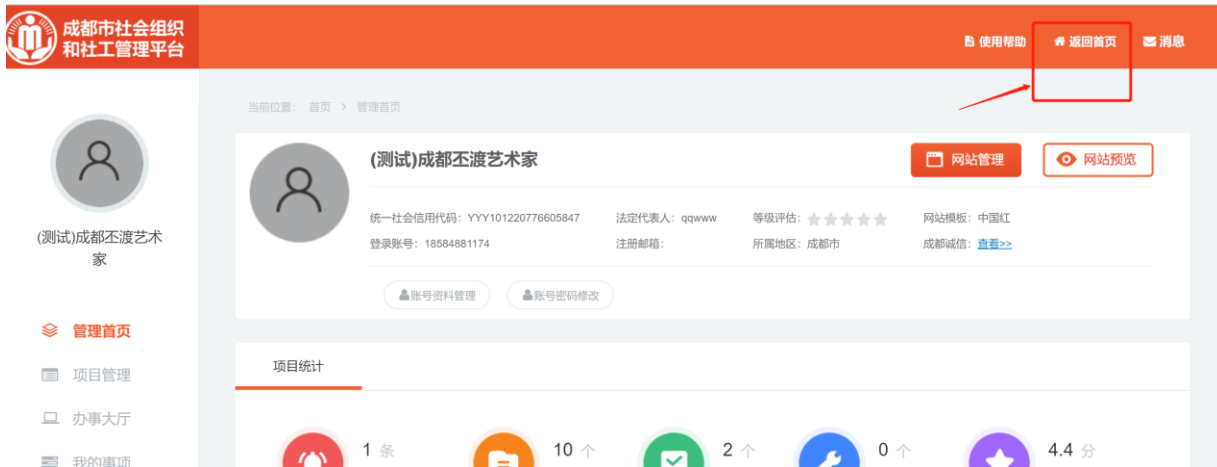 成都市社会组织
和社工管理平台
使用帮助
返回首页
消息
当前位置： 首页 > 管理首页
(测试)成都丕渡艺术家
网站管理
网站预览
统一社会信用代码：YYY101220776605847
法定代表人：qqwww
等级评估：
网站模板：中国红
登录账号：18584881174
注册邮箱：
所属地区：成都市
成都诚信：查看>>
账号资料管理
账号密码修改
(测试)成都丕渡艺术
家
管理首页
项目管理
办事大厅
我的事项
项目统计
1 条
10 个
2 个
0 个
4.4 分